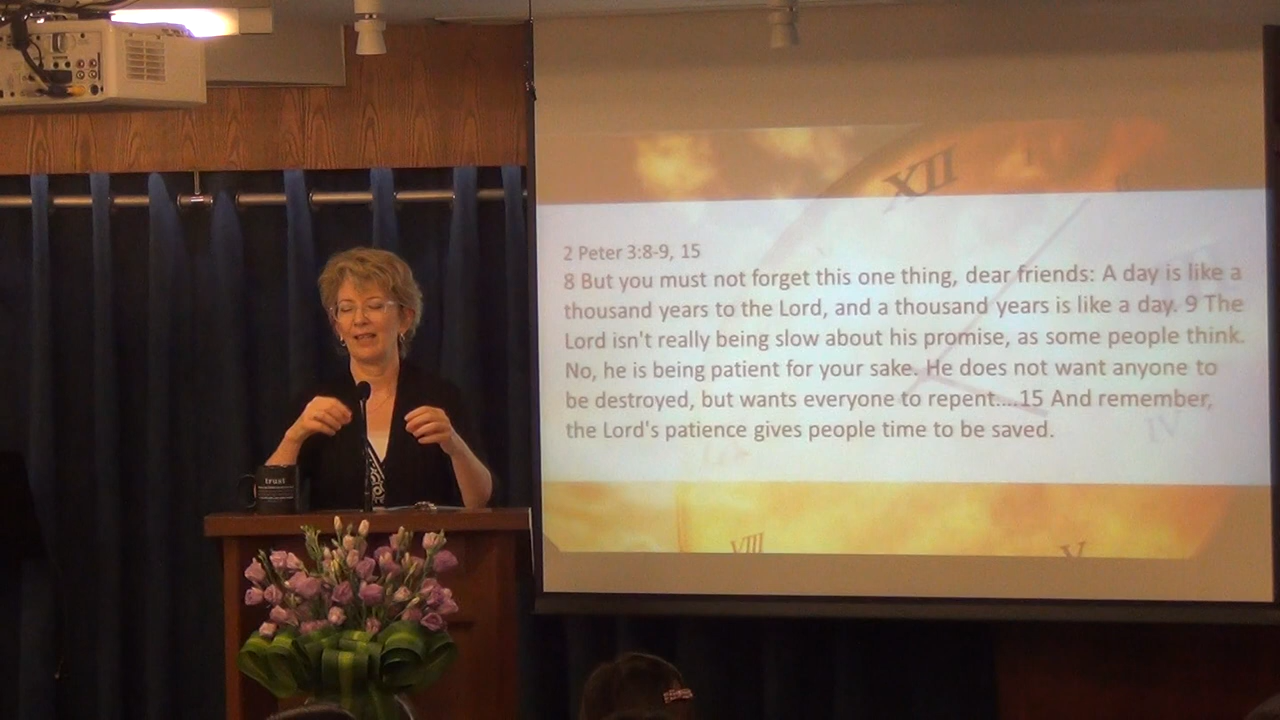 2 Peter 3:8-9, 15
8 But you must not forget this one thing, dear friends: A day is like a
thousand years to the Lord, and a thousand years is like a day. 9 The
Lord isn't really being slow about his promise, as some people think.
No, he is being patient for your sake. He does not want anyone to
be destroyed, but wants everyone to repent....15 And remember,
the Lord's patience gives people time to be saved.
XII
IV
VIII
V
trust